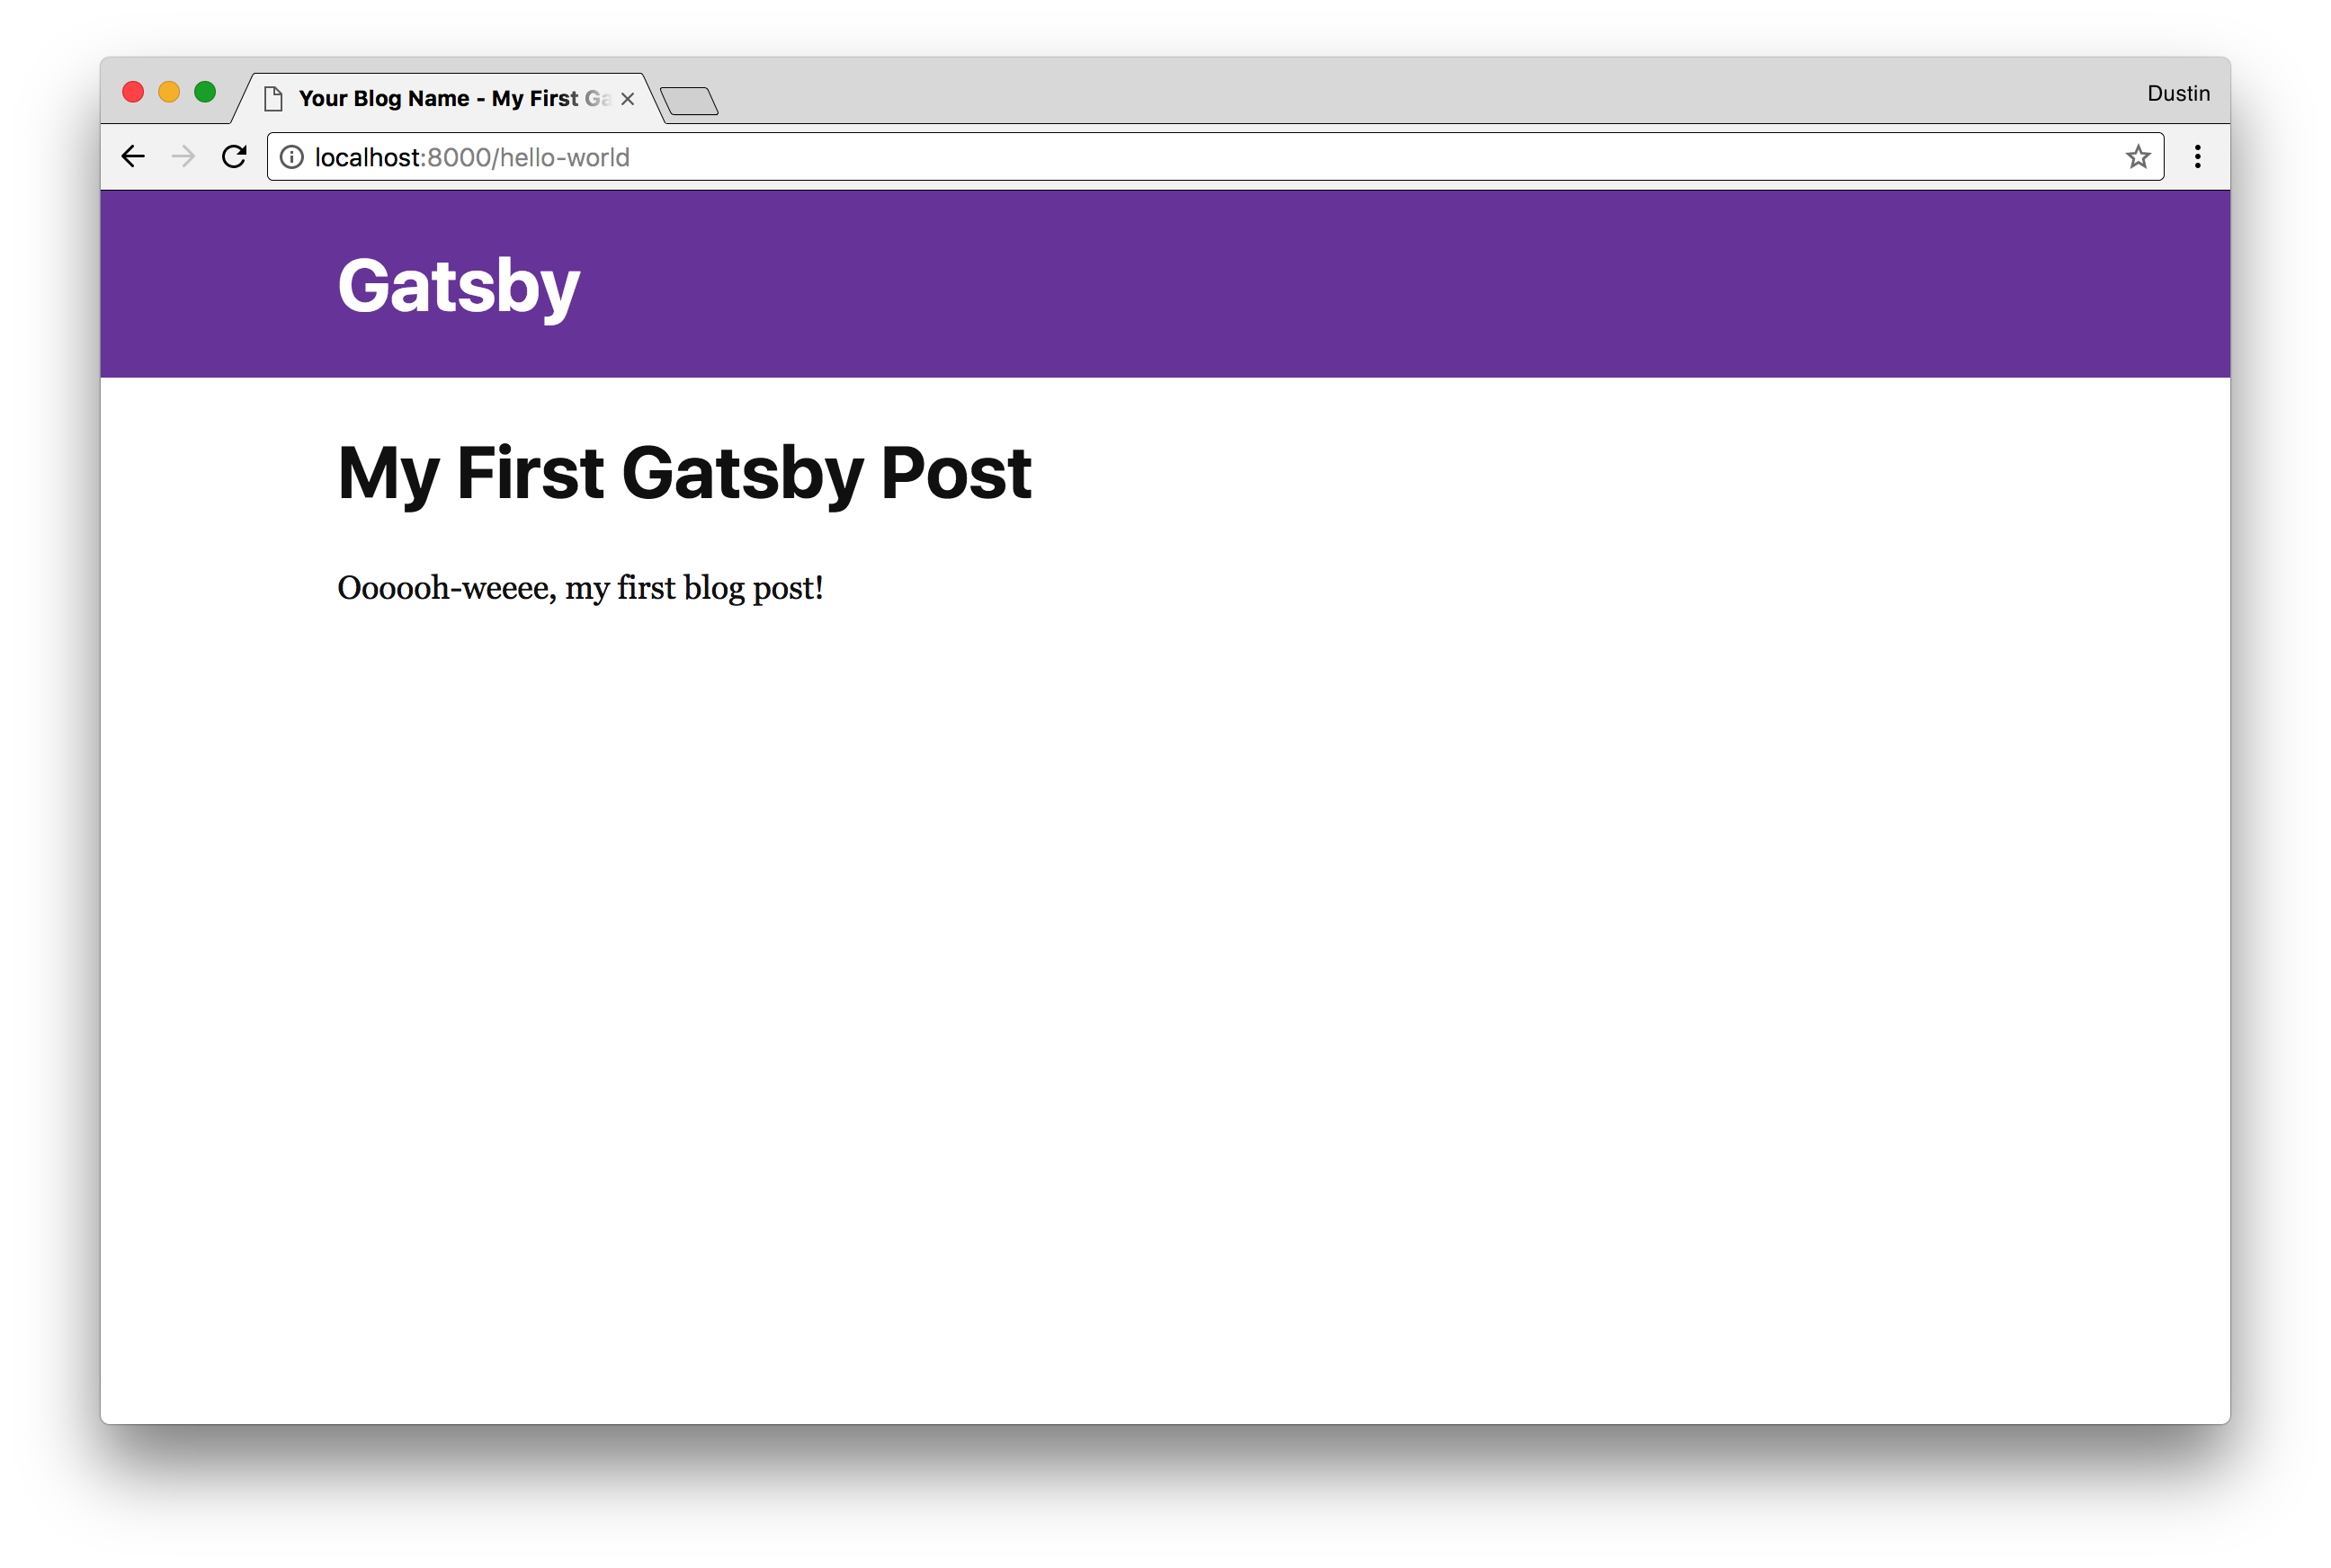 Your Blog Name - My First Ga
Dustin
localhost:8000/hello-world
Gatsby
My First Gatsby Post
Oooooh-weeee, my first blog post!